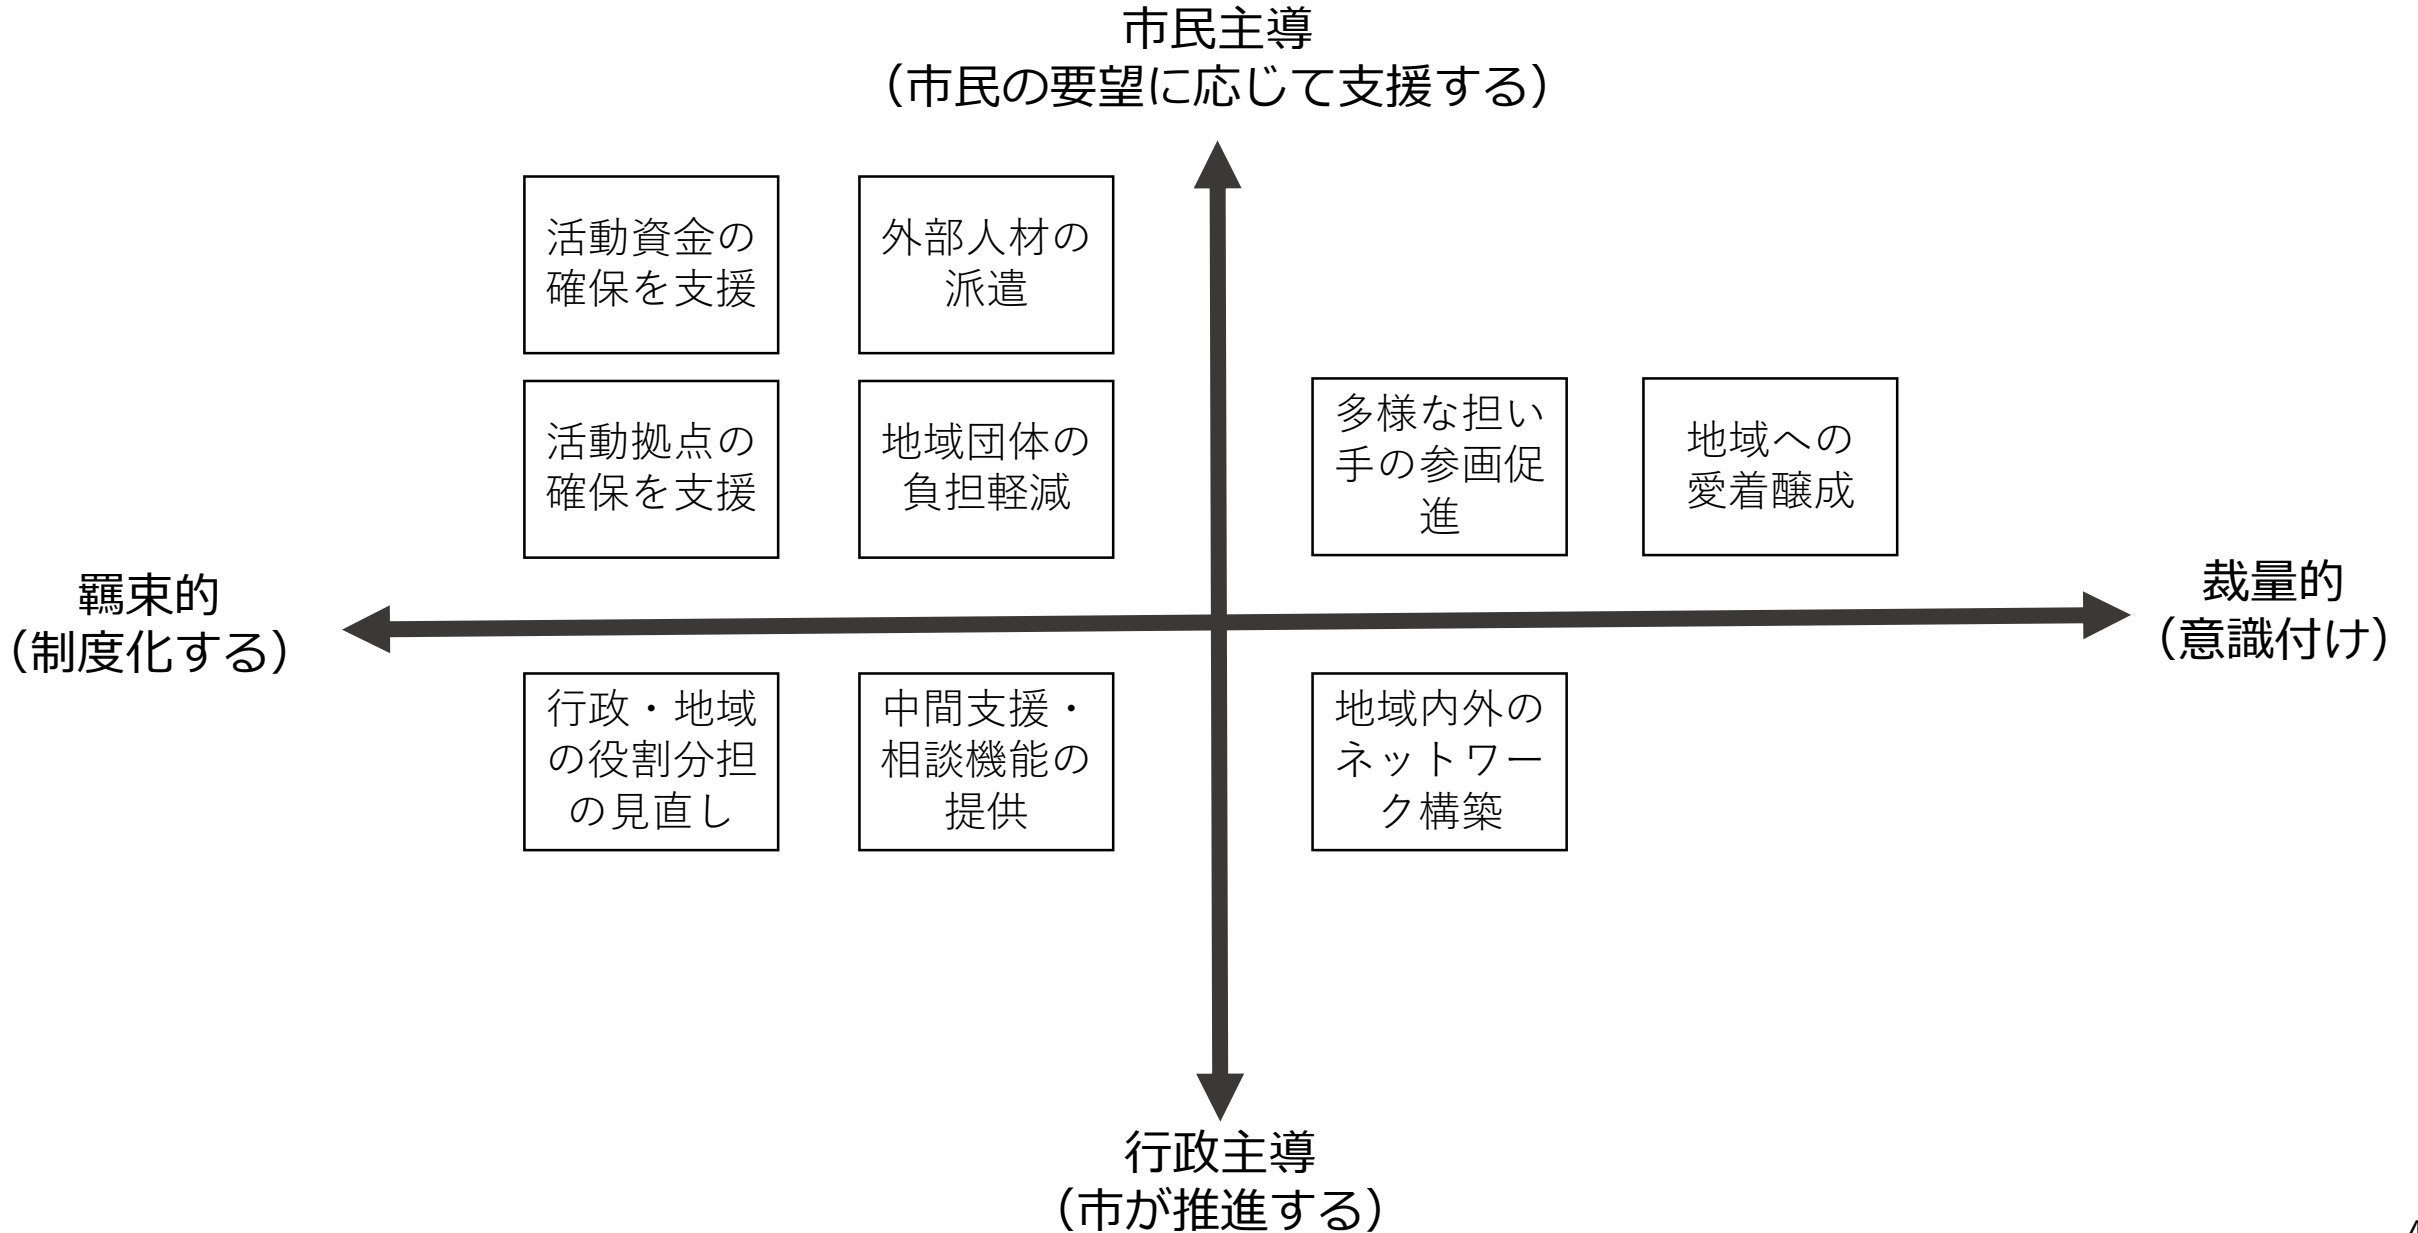 市民主導
（市民の要望に応じて支援する）
活動資金の
確保を支援
外部人材の
派遣
活動拠点の
確保を支援
地域団体の
負担軽減
多様な担い
手の参画促
進
地域への
愛着醸成
羈束的
（制度化する）
裁量的
（意識付け）
行政・地域
の役割分担
の見直し
中間支援・
相談機能の
提供
地域内外の
ネットワー
ク構築
行政主導
（市が推進する）